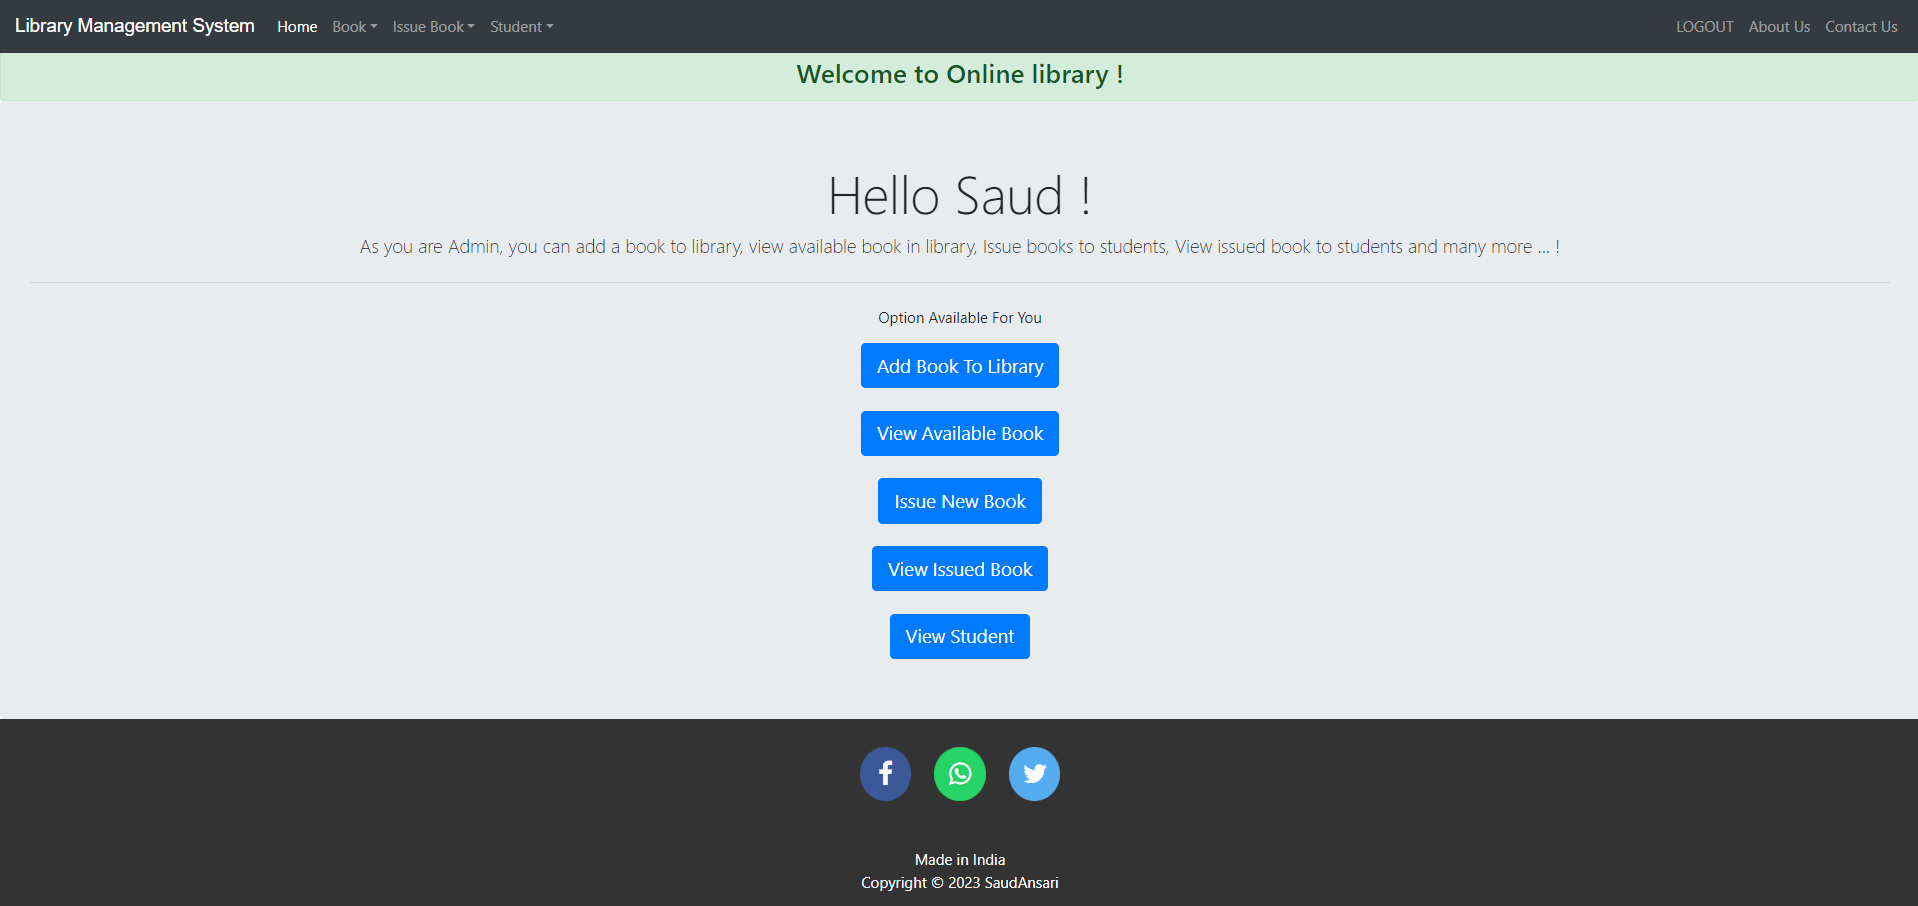 Library Management System Home Book Issue Book Student LOGOUT About Us Contact Us
Welcome to Online library !
Hello Saud !
As you are Admin, you can add a book to library, view available book in library, Issue books to students, View issued book to students and many more ... !
Option Available For You
Add Book To Library
View Available Book
Issue New Book
View Issued Book
View Student
Made in India
Copyright © 2023 SaudAnsari